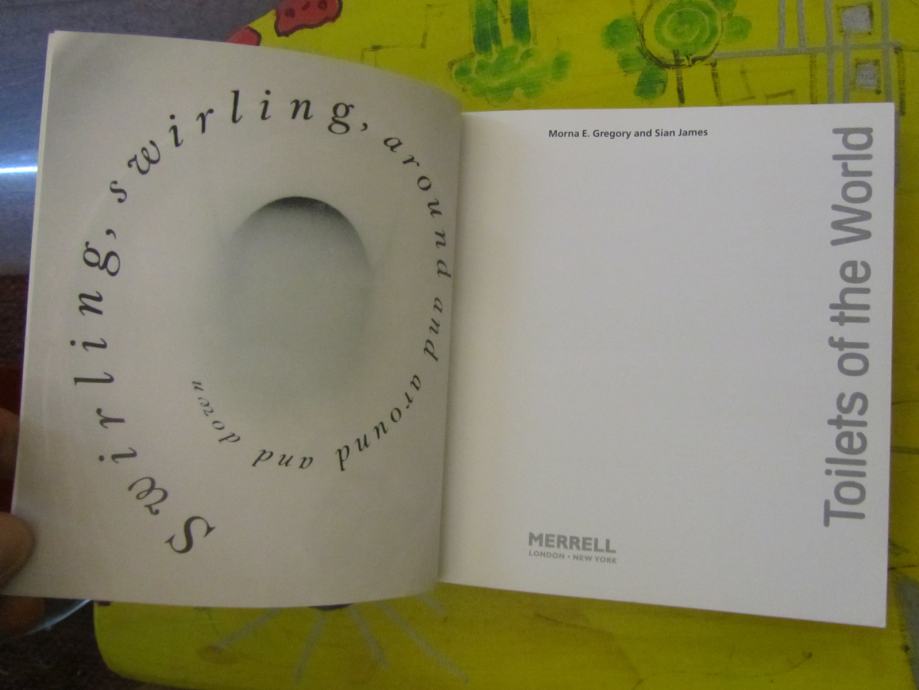 Swirling, swirling, around and around and down
Morna E. Gregory and Sian James
Toilets of the World
MERRELL
LONDON • NEW YORK